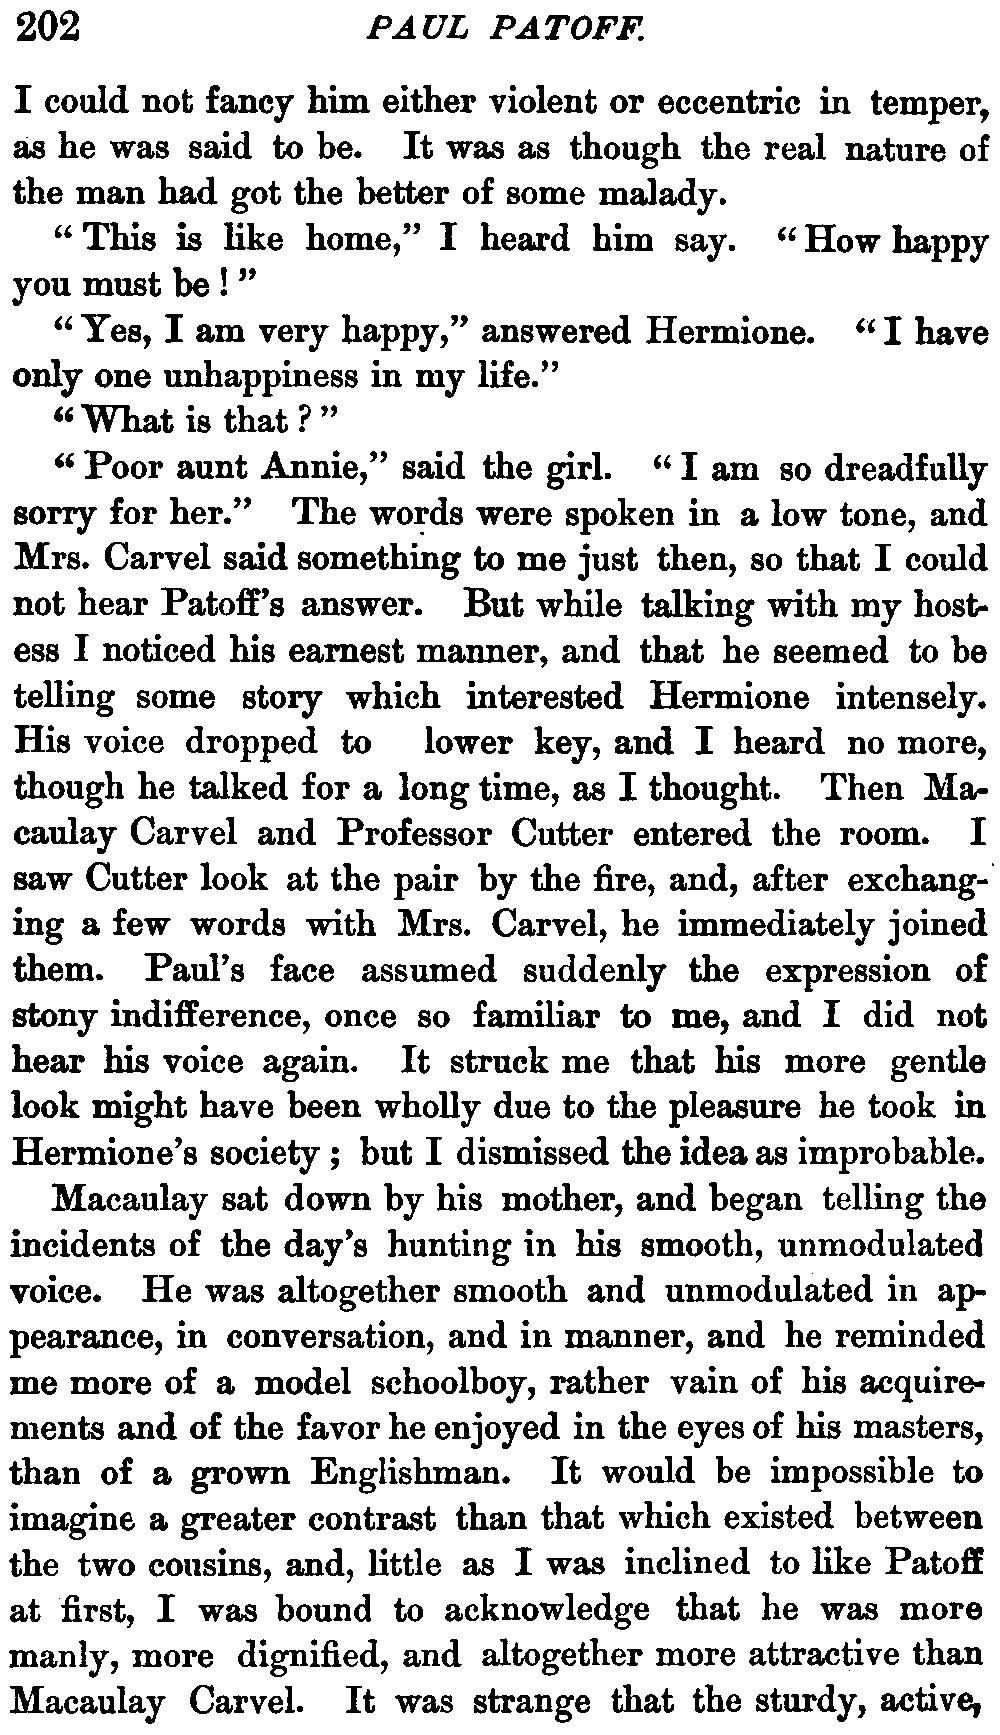 202 PAUL PATOFF.
I could not fancy him either violent or eccentric in temper,
as he was said to be. It was as though the real nature of
the man had got the better of some malady.
“This is like home,” I heard him say. “How happy
you must be!”
“Yes, I am very happy,” answered Hermione. “I have
only one unhappiness in my life.”
“What is that?”
“Poor aunt Annie,” said the girl. “I am so dreadfully
sorry for her.” The words were spoken in a low tone, and
Mrs. Carvel said something to me just then, so that I could
not hear Patoff’s answer. But while talking with my host-
ess I noticed his earnest manner, and that he seemed to be
telling some story which interested Hermione intensely.
His voice dropped to lower key, and I heard no more,
though he talked for a long time, as I thought. Then Ma-
caulay Carvel and Professor Cutter entered the room. I
saw Cutter look at the pair by the fire, and, after exchang-
ing a few words with Mrs. Carvel, he immediately joined
them. Paul’s face assumed suddenly the expression of
stony indifference, once so familiar to me, and I did not
hear his voice again. It struck me that his more gentle
look might have been wholly due to the pleasure he took in
Hermione’s society; but I dismissed the idea as improbable.
Macaulay sat down by his mother, and began telling the
incidents of the day’s hunting in his smooth, unmodulated
voice. He was altogether smooth and unmodulated in ap-
pearance, in conversation, and in manner, and he reminded
me more of a model schoolboy, rather vain of his acquire-
ments and of the favor he enjoyed in the eyes of his masters,
than of a grown Englishman. It would be impossible to
imagine a greater contrast than that which existed between
the two cousins, and, little as I was inclined to like Patoff
at first, I was bound to acknowledge that he was more
manly, more dignified, and altogether more attractive than
Macaulay Carvel. It was strange that the sturdy, active,